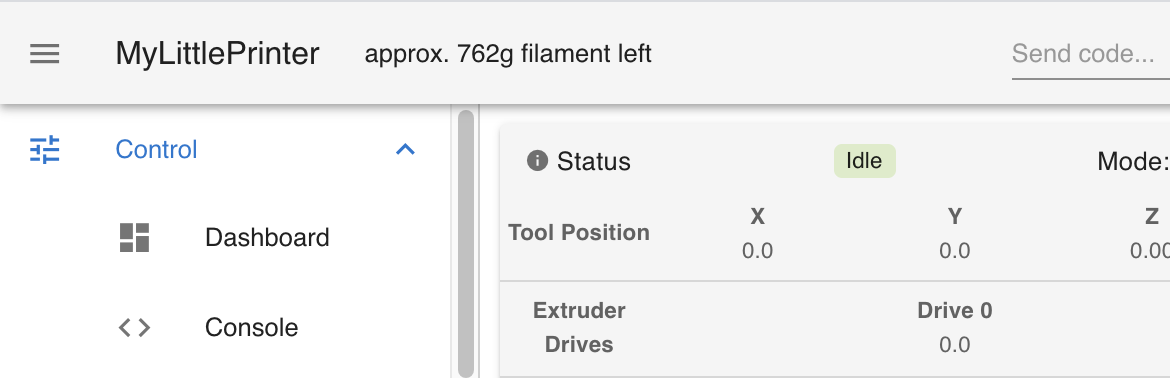 MyLittlePrinter approx. 762g filament left Send code...
Control
Status Idle Mode:
X Y Z
Tool Position
0.0 0.0 0.00
Dashboard
Extruder Drive 0
Console
Drives 0.0